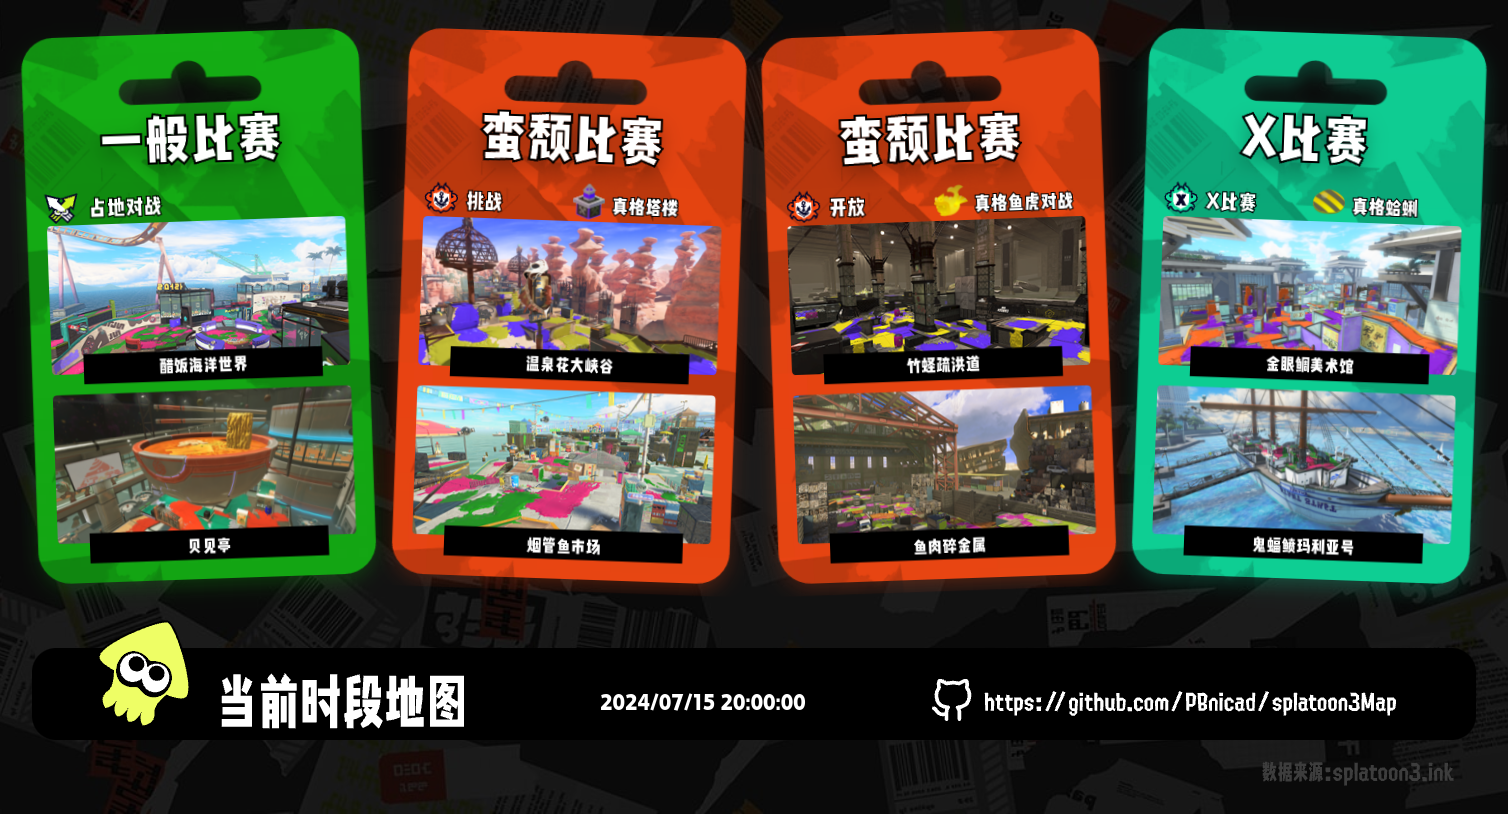 一般比赛
占地对战
醋饭海洋世界
贝贝亭
蛮颓比赛
挑战
真格塔楼
温泉花大峡谷
烟管鱼市场
蛮颓比赛
开放
真格鱼虎对战
竹蛏疏洪道
鱼肉碎金属
X比赛
X比赛
真格蛤蜊
金眼鲷美术馆
鬼蝠鲼玛利亚号
当前时段地图
2024/07/15 20:00:00
https://github.com/PBnicad/splatoon3Map
数据来源:splatoon3.ink